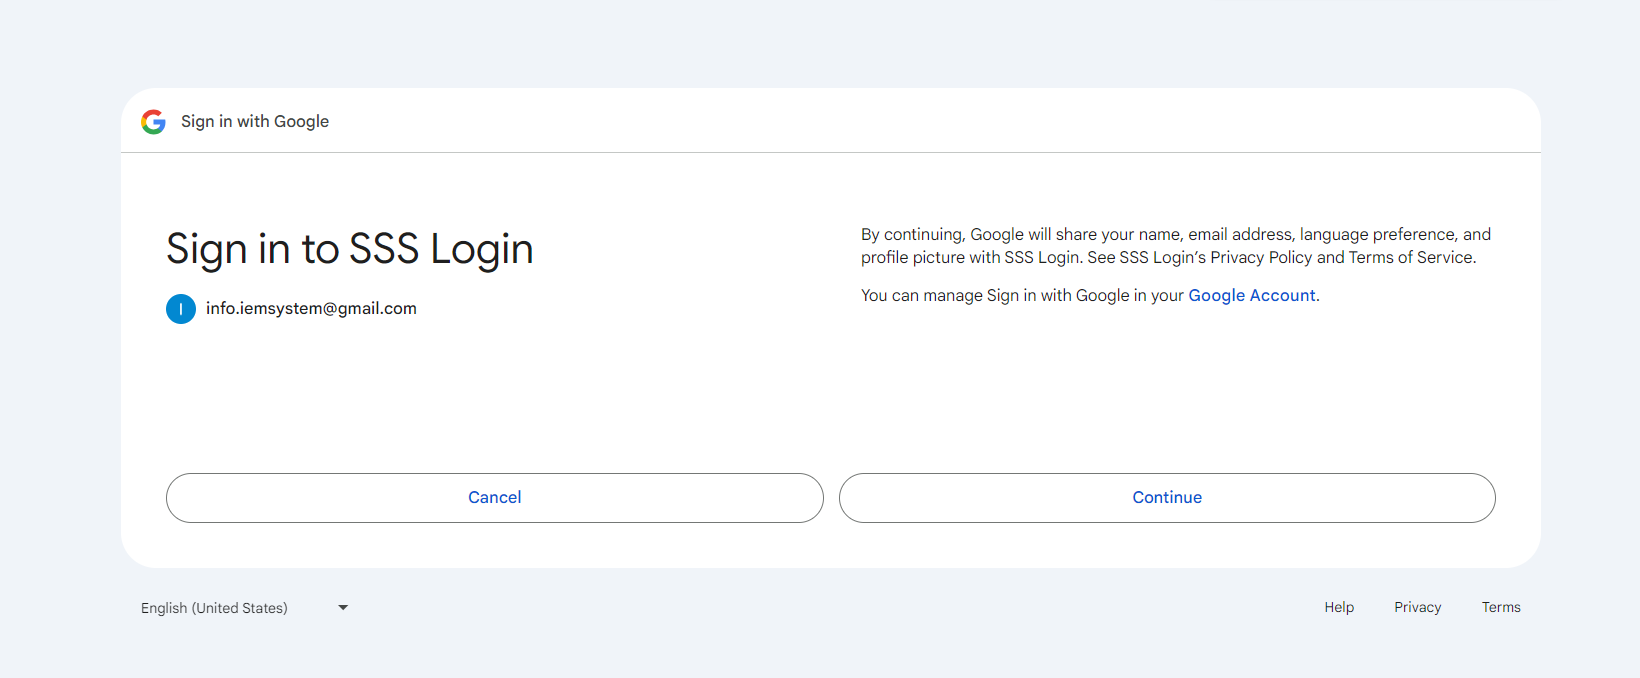 Sign in with Google
Sign in to SSS Login
I info.iemsystem@gmail.com
By continuing, Google will share your name, email address, language preference, and
profile picture with SSS Login. See SSS Login’s Privacy Policy and Terms of Service.
You can manage Sign in with Google in your Google Account.
Cancel
Continue
English (United States)
Help
Privacy
Terms